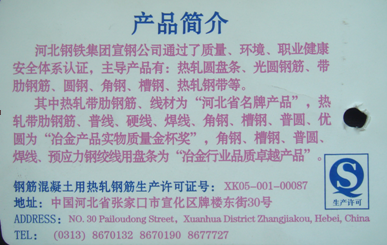 产品简介
河北钢铁集团宣钢公司通过了质量、环境、职业健康
安全体系认证，主导产品有：热轧圆盘条、光圆钢筋、带
肋钢筋、圆钢、角钢、槽钢、热轧钢带等。
其中热轧带肋钢筋、线材为“河北省名牌产品”，热
轧带肋钢筋、普线、硬线、焊线、角钢、槽钢、普圆、优
圆为“冶金产品实物质量金杯奖”，角钢、槽钢、普圆、
焊线、预应力钢绞线用盘条为“冶金行业品质卓越产品”。
钢筋混凝土用热轧钢筋生产许可证号：XK05-001-00087
地址：中国河北省张家口市宣化区牌楼东街30号
ADDRESS：NO. 30 Pailoudong Street，Xuanhua District Zhangjiakou, Hebei, China
TEL：(0313) 8670132 8670190 8677727
生产许可